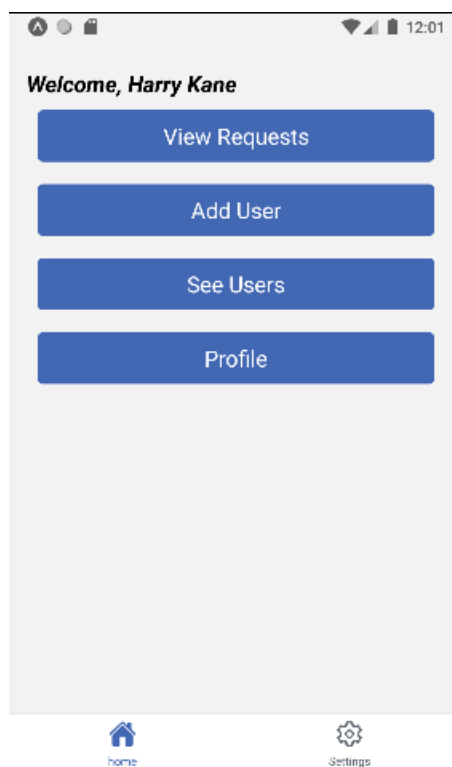 12:01
Welcome, Harry Kane
View Requests
Add User
See Users
Profile
home
Settings